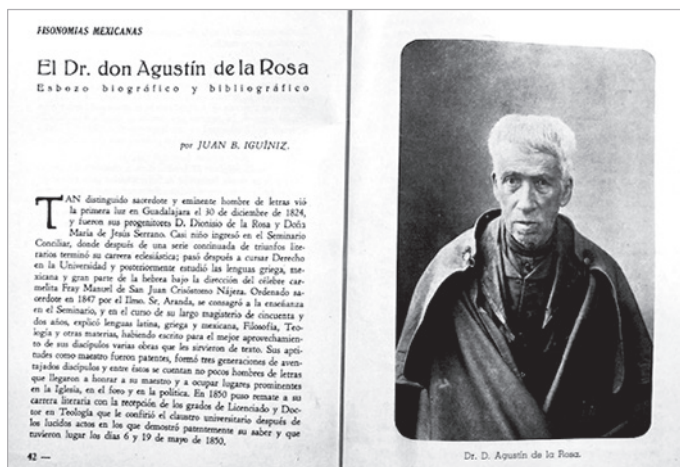 FISONOMIAS MEXICANAS
El Dr. don Agustín de la Rosa
Esbozo biográfico y bibliográfico
por JUAN B. IGUÍNIZ.
TAN distinguido sacerdote y eminente hombre de letras vió
la primera luz en Guadalajara el 30 de diciembre de 1824,
y fueron sus progenitores D. Dionisio de la Rosa y Doña
María de Jesús Serrano. Casi niño ingresó en el Seminario
Conciliar, donde después de una serie continuada de triunfos lite-
rarios terminó su carrera eclesiástica; pasó después a cursar Derecho
en la Universidad y posteriormente estudió las lenguas griega, me-
xicana y gran parte de la hebrea bajo la dirección del célebre car-
melita Fray Manuel de San Juan Crisóstomo Nájera. Ordenado sa-
cerdote en 1847 por el Ilmo. Sr. Aranda, se consagró a la enseñanza
en el Seminario, y en el curso de su largo magisterio de cincuenta y
dos años, explicó lenguas latina, griega y mexicana, Filosofía, Teo-
logía y otras materias, habiendo escrito para el mejor aprovechamien-
to de sus discípulos varias obras que les sirvieron de texto. Sus apti-
tudes como maestro fueron patentes, formó tres generaciones de aven-
tajados discípulos y entre éstos se cuentan no pocos hombres de letras
que llegaron a honrar a su maestro y a ocupar lugares prominentes
en la Iglesia, en el foro y en la política. En 1850 puso remate a su
carrera literaria con la recepción de los grados de Licenciado y Doc-
tor en Teología que le confirió el claustro universitario después de
los lucidos actos en los que demostró patentemente su saber y que
tuvieron lugar los días 6 y 19 de mayo de 1850.
42 —
Dr. D. Agustín de la Rosa.